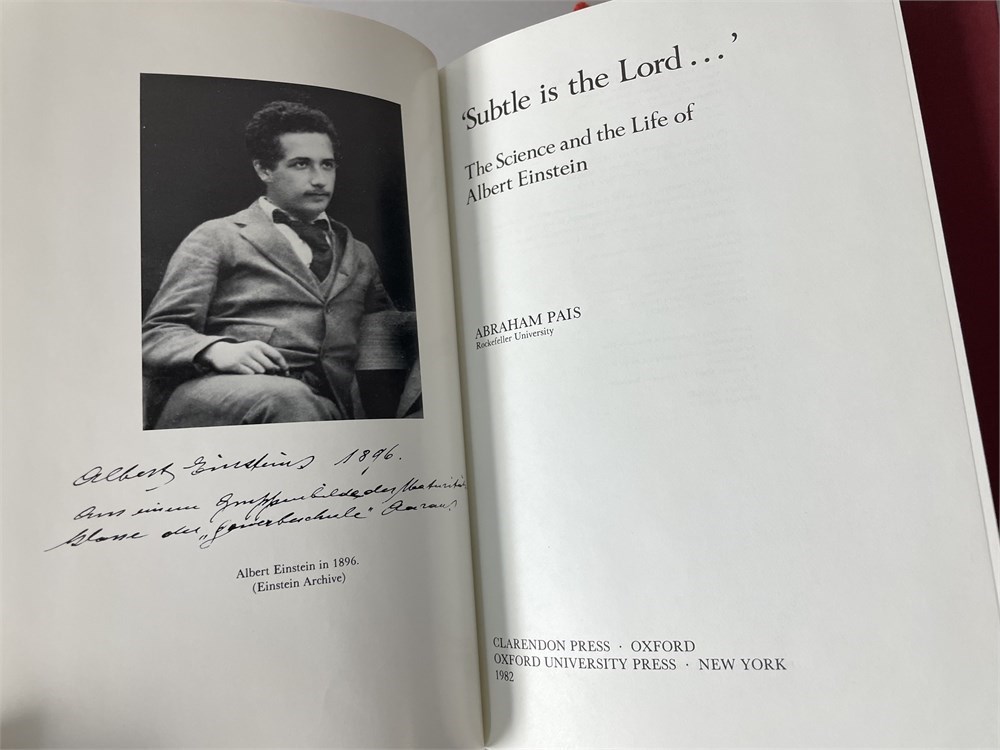 Albert Einstein 1896.
Aus einem Gruppenbilde der Maturitäts
klasse der „Gewerbeschule" Aarau.
Albert Einstein in 1896.
(Einstein Archive)
‘Subtle is the Lord . . .’
The Science and the Life of
Albert Einstein
ABRAHAM PAIS
Rockefeller University
CLARENDON PRESS · OXFORD
OXFORD UNIVERSITY PRESS · NEW YORK
1982